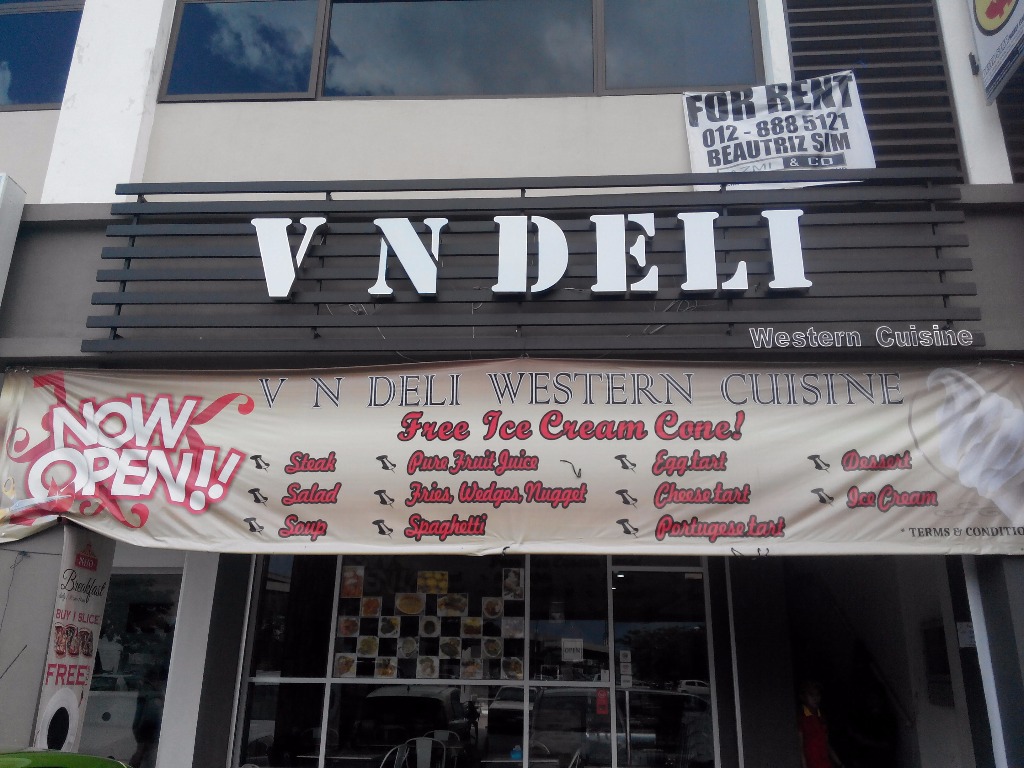 FOR RENT
012 - 888 5121
BEAUTRIZ SIM
& CO
V N DELI
Western Cuisine
V N DELI WESTERN CUISINE
NOW
OPEN!!
Free Ice Cream Cone!
Steak Pure Fruit Juice Egg tart Dessert
Salad Fries, Wedges, Nugget Cheese tart Ice Cream
Soup Spaghetti Portugese tart
* TERMS & CONDITIO
Breakfast
BUY 1 SLICE
FREE
OPEN